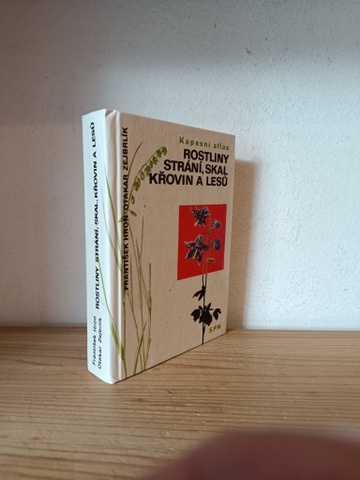 František Hron
Otakar Zejbrlík
ROSTLINY STRÁNÍ, SKAL, KŘOVIN A LESŮ
FRANTIŠEK HRON/OTAKAR ZEJBRLÍK
Kapesní atlas
ROSTLINY
STRÁNÍ, SKAL
KŘOVIN A LESŮ
SPN